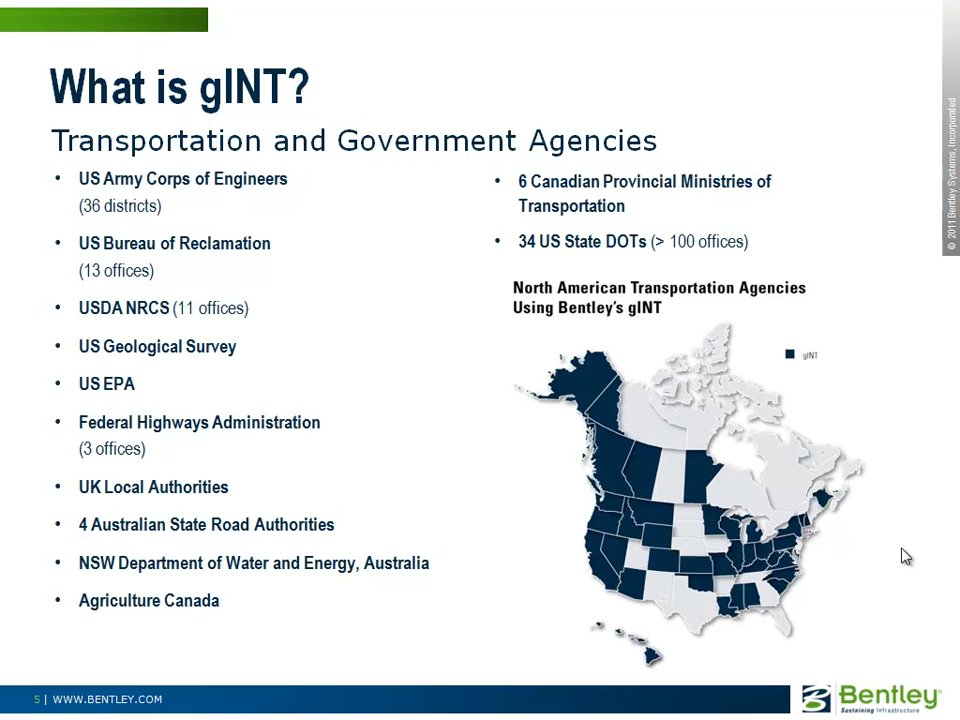 What is gINT?
Transportation and Government Agencies
• US Army Corps of Engineers
(36 districts)
• US Bureau of Reclamation
(13 offices)
• USDA NRCS (11 offices)
• US Geological Survey
• US EPA
• Federal Highways Administration
(3 offices)
• UK Local Authorities
• 4 Australian State Road Authorities
• NSW Department of Water and Energy, Australia
• Agriculture Canada
• 6 Canadian Provincial Ministries of
Transportation
• 34 US State DOTs (> 100 offices)
North American Transportation Agencies
Using Bentley's gINT
gINT
© 2011 Bentley Systems, Incorporated
5 | WWW.BENTLEY.COM
Bentley
Sustaining Infrastructure